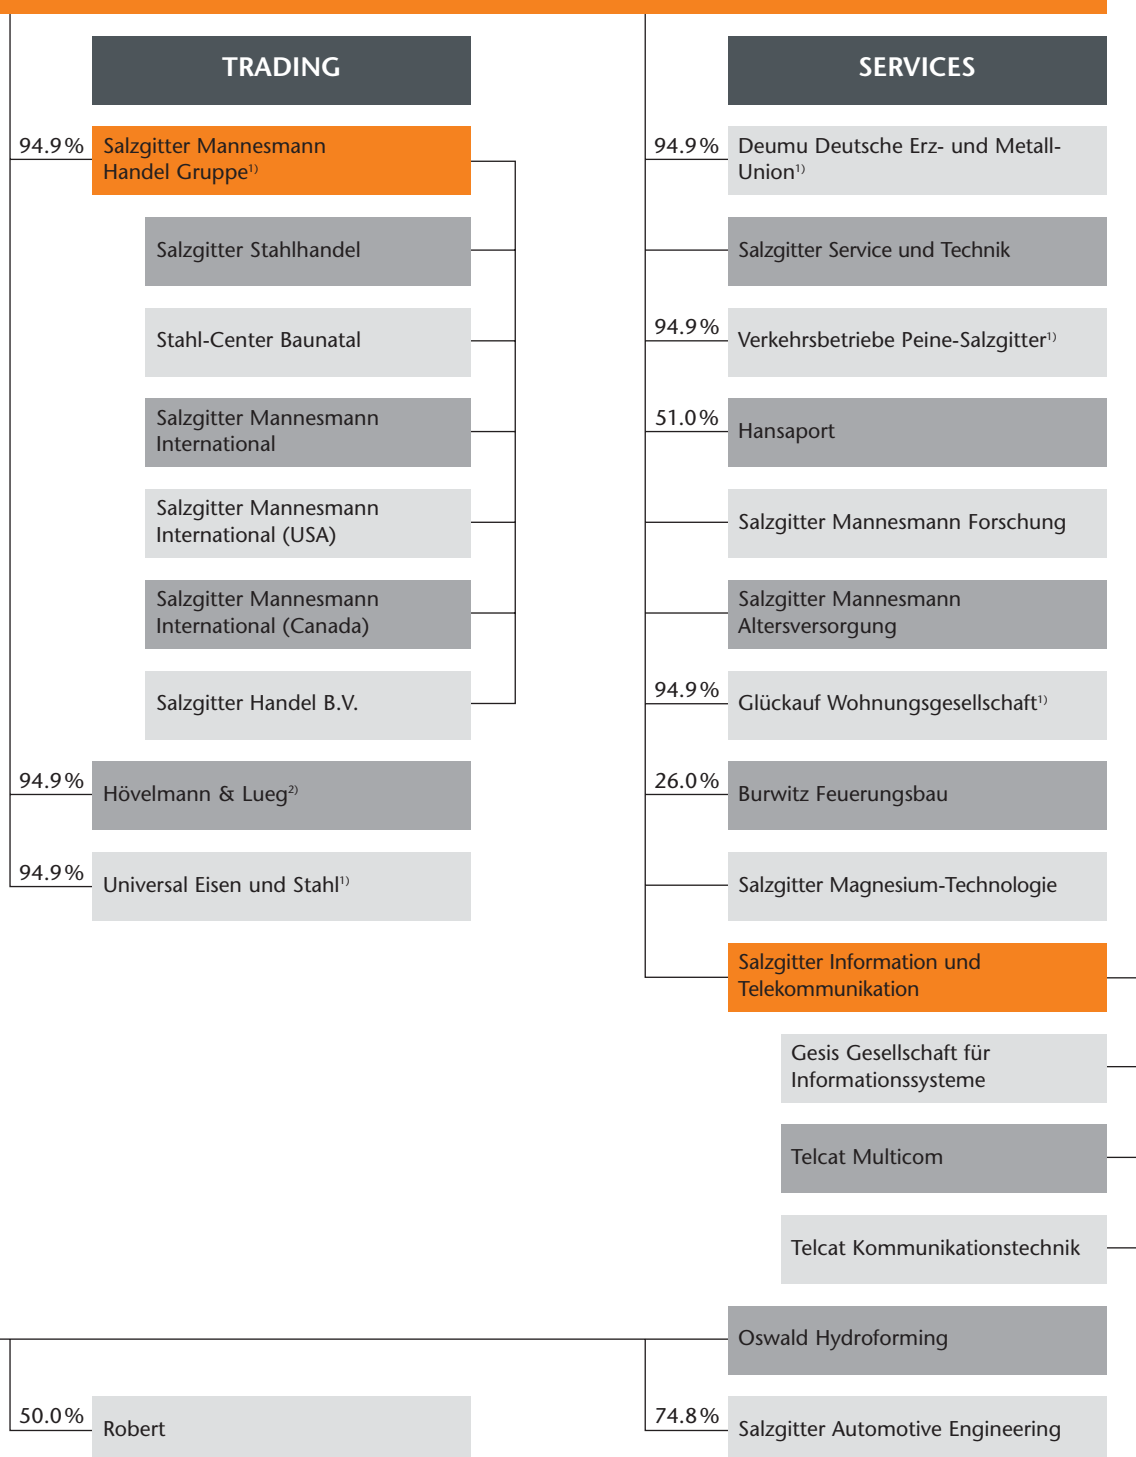 TRADING
94.9% Salzgitter Mannesmann
Handel Gruppe1)
Salzgitter Stahlhandel
Stahl-Center Baunatal
Salzgitter Mannesmann
International
Salzgitter Mannesmann
International (USA)
Salzgitter Mannesmann
International (Canada)
Salzgitter Handel B.V.
94.9% Hövelmann & Lueg2)
94.9% Universal Eisen und Stahl1)
SERVICES
94.9% Deumu Deutsche Erz- und Metall-
Union1)
Salzgitter Service und Technik
94.9% Verkehrsbetriebe Peine-Salzgitter1)
51.0% Hansaport
Salzgitter Mannesmann Forschung
Salzgitter Mannesmann
Altersversorgung
94.9% Glückauf Wohnungsgesellschaft1)
26.0% Burwitz Feuerungsbau
Salzgitter Magnesium-Technologie
Salzgitter Information und
Telekommunikation
Gesis Gesellschaft für
Informationssysteme
Telcat Multicom
Telcat Kommunikationstechnik
Oswald Hydroforming
50.0% Robert
74.8% Salzgitter Automotive Engineering